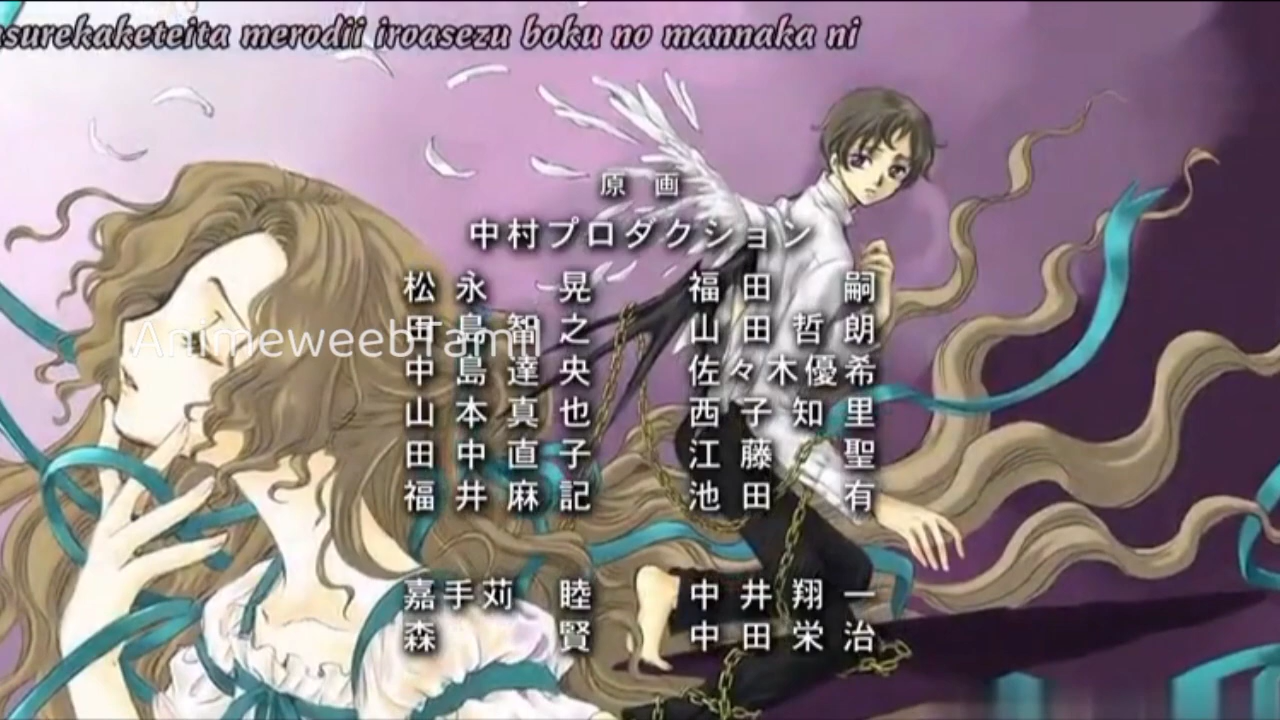 surekaketeita merodii iroasezu boku no mannaka ni
原 画
中村プロダクション
松永 晃 福田 嗣
田島智之 山田哲朗
AnimeweebTamil
中島達央 佐々木優希
山本真也 西子知里
田中直子 江藤 聖
福井麻記 池田 有
嘉手苅 睦 中井翔一
森 賢 中田栄治